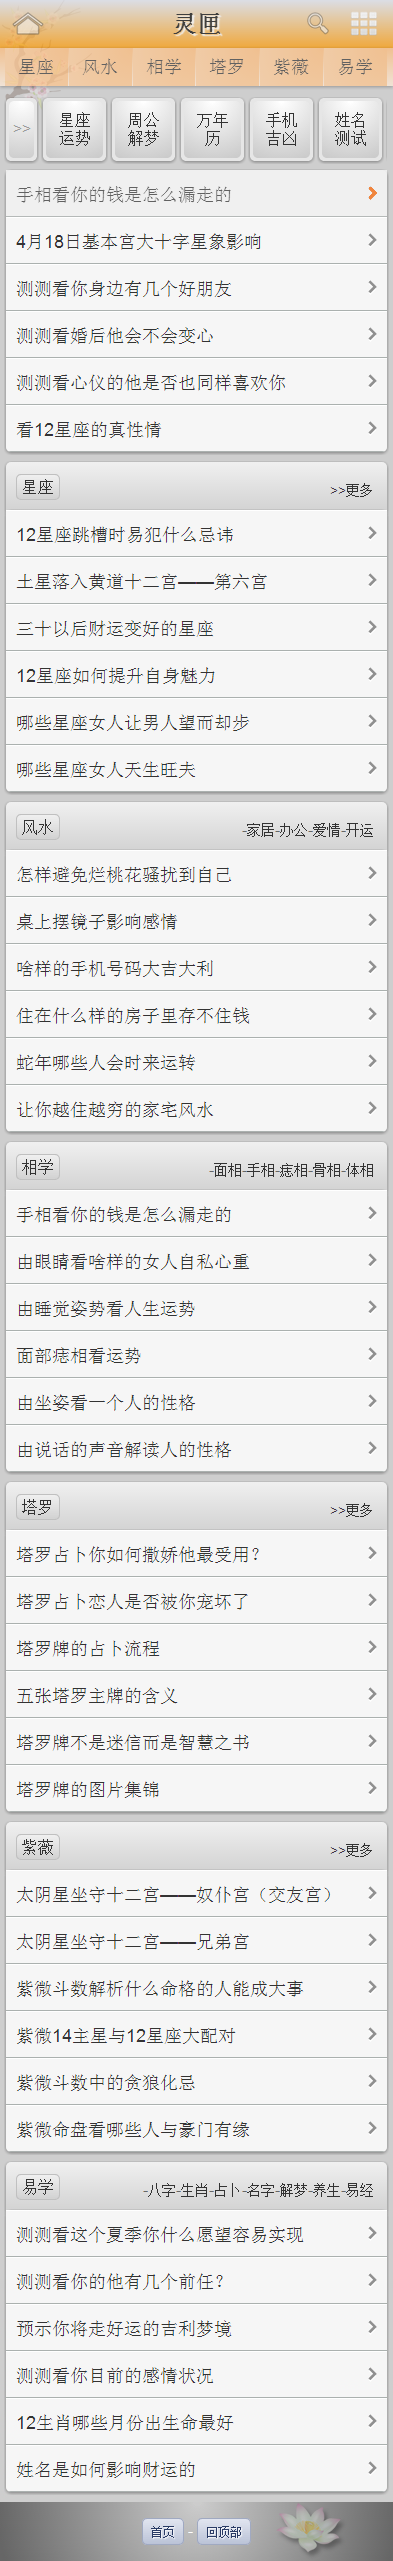 灵匣
星座 风水 相学 塔罗 紫薇 易学
>> 星座 周公 万年 手机 姓名
运势 解梦 历 吉凶 测试
手相看你的钱是怎么漏走的
4月18日基本宫大十字星象影响
测测看你身边有几个好朋友
测测看婚后他会不会变心
测测看心仪的他是否也同样喜欢你
看12星座的真性情
星座 >>更多
12星座跳槽时易犯什么忌讳
土星落入黄道十二宫——第六宫
三十以后财运变好的星座
12星座如何提升自身魅力
哪些星座女人让男人望而却步
哪些星座女人天生旺夫
风水 -家居-办公-爱情-开运
怎样避免烂桃花骚扰到自己
桌上摆镜子影响感情
啥样的手机号码大吉大利
住在什么样的房子里存不住钱
蛇年哪些人会时来运转
让你越住越穷的家宅风水
相学 -面相-手相-痣相-骨相-体相
手相看你的钱是怎么漏走的
由眼睛看啥样的女人自私心重
由睡觉姿势看人生运势
面部痣相看运势
由坐姿看一个人的性格
由说话的声音解读人的性格
塔罗 >>更多
塔罗占卜你如何撒娇他最受用?
塔罗占卜恋人是否被你宠坏了
塔罗牌的占卜流程
五张塔罗主牌的含义
塔罗牌不是迷信而是智慧之书
塔罗牌的图片集锦
紫薇 >>更多
太阴星坐守十二宫——奴仆宫（交友宫）
太阴星坐守十二宫——兄弟宫
紫微斗数解析什么命格的人能成大事
紫微14主星与12星座大配对
紫微斗数中的贪狼化忌
紫微命盘看哪些人与豪门有缘
易学 -八字-生肖-占卜-名字-解梦-养生-易经
测测看这个夏季你什么愿望容易实现
测测看你的他有几个前任?
预示你将走好运的吉利梦境
测测看你目前的感情状况
12生肖哪些月份出生命最好
姓名是如何影响财运的
首页 - 回顶部